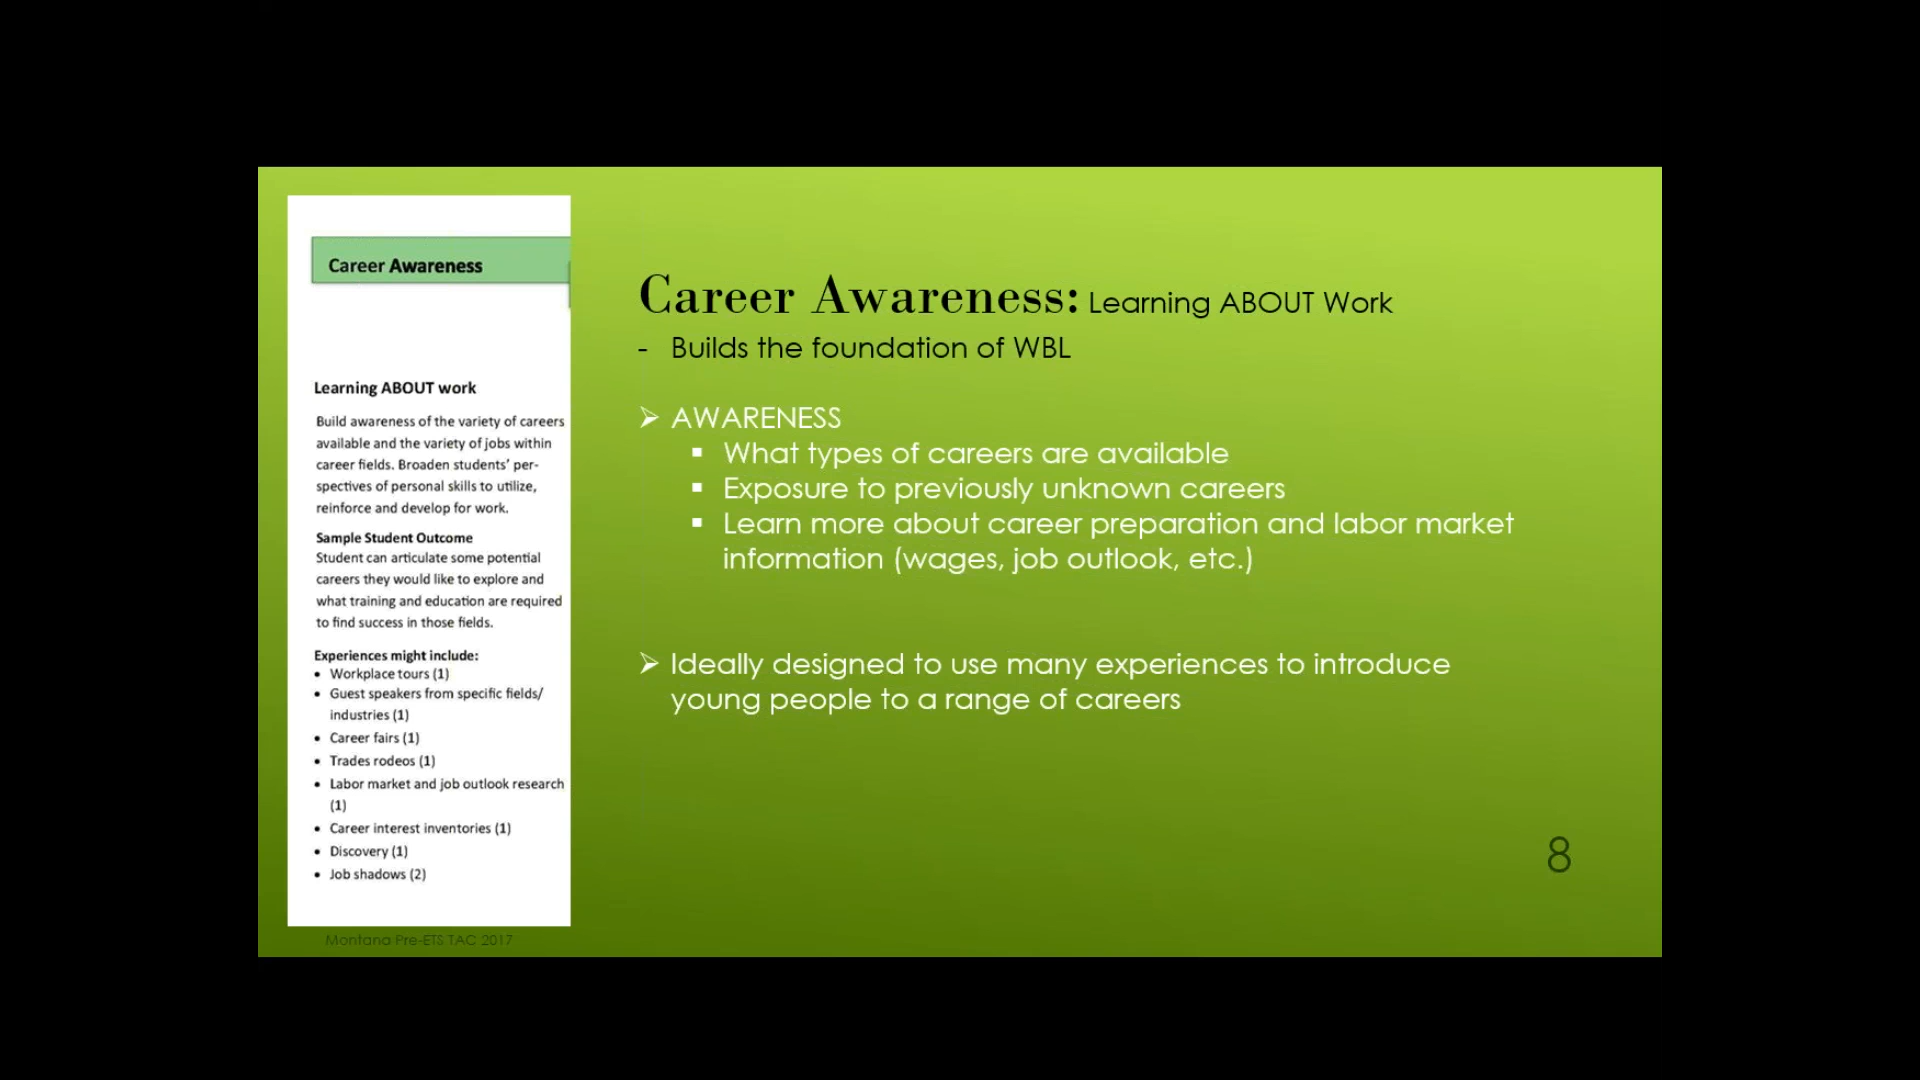 Career Awareness
Learning ABOUT work
Build awareness of the variety of careers
available and the variety of jobs within
career fields. Broaden students’ per-
spectives of personal skills to utilize,
reinforce and develop for work.
Sample Student Outcome
Student can articulate some potential
careers they would like to explore and
what training and education are required
to find success in those fields.
Experiences might include:
• Workplace tours (1)
• Guest speakers from specific fields/
industries (1)
• Career fairs (1)
• Trades rodeos (1)
• Labor market and job outlook research
(1)
• Career interest inventories (1)
• Discovery (1)
• Job shadows (2)
Montana Pre-ETS TAC 2017
Career Awareness: Learning ABOUT Work
- Builds the foundation of WBL
➢ AWARENESS
▪ What types of careers are available
▪ Exposure to previously unknown careers
▪ Learn more about career preparation and labor market
information (wages, job outlook, etc.)
➢ Ideally designed to use many experiences to introduce
young people to a range of careers
8